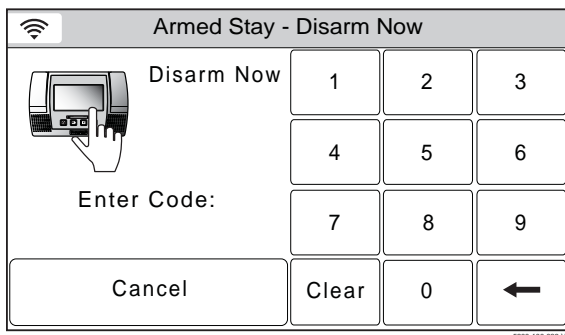 Armed Stay - Disarm Now
Disarm Now
1 2 3
4 5 6
Enter Code:
7 8 9
Cancel
Clear 0